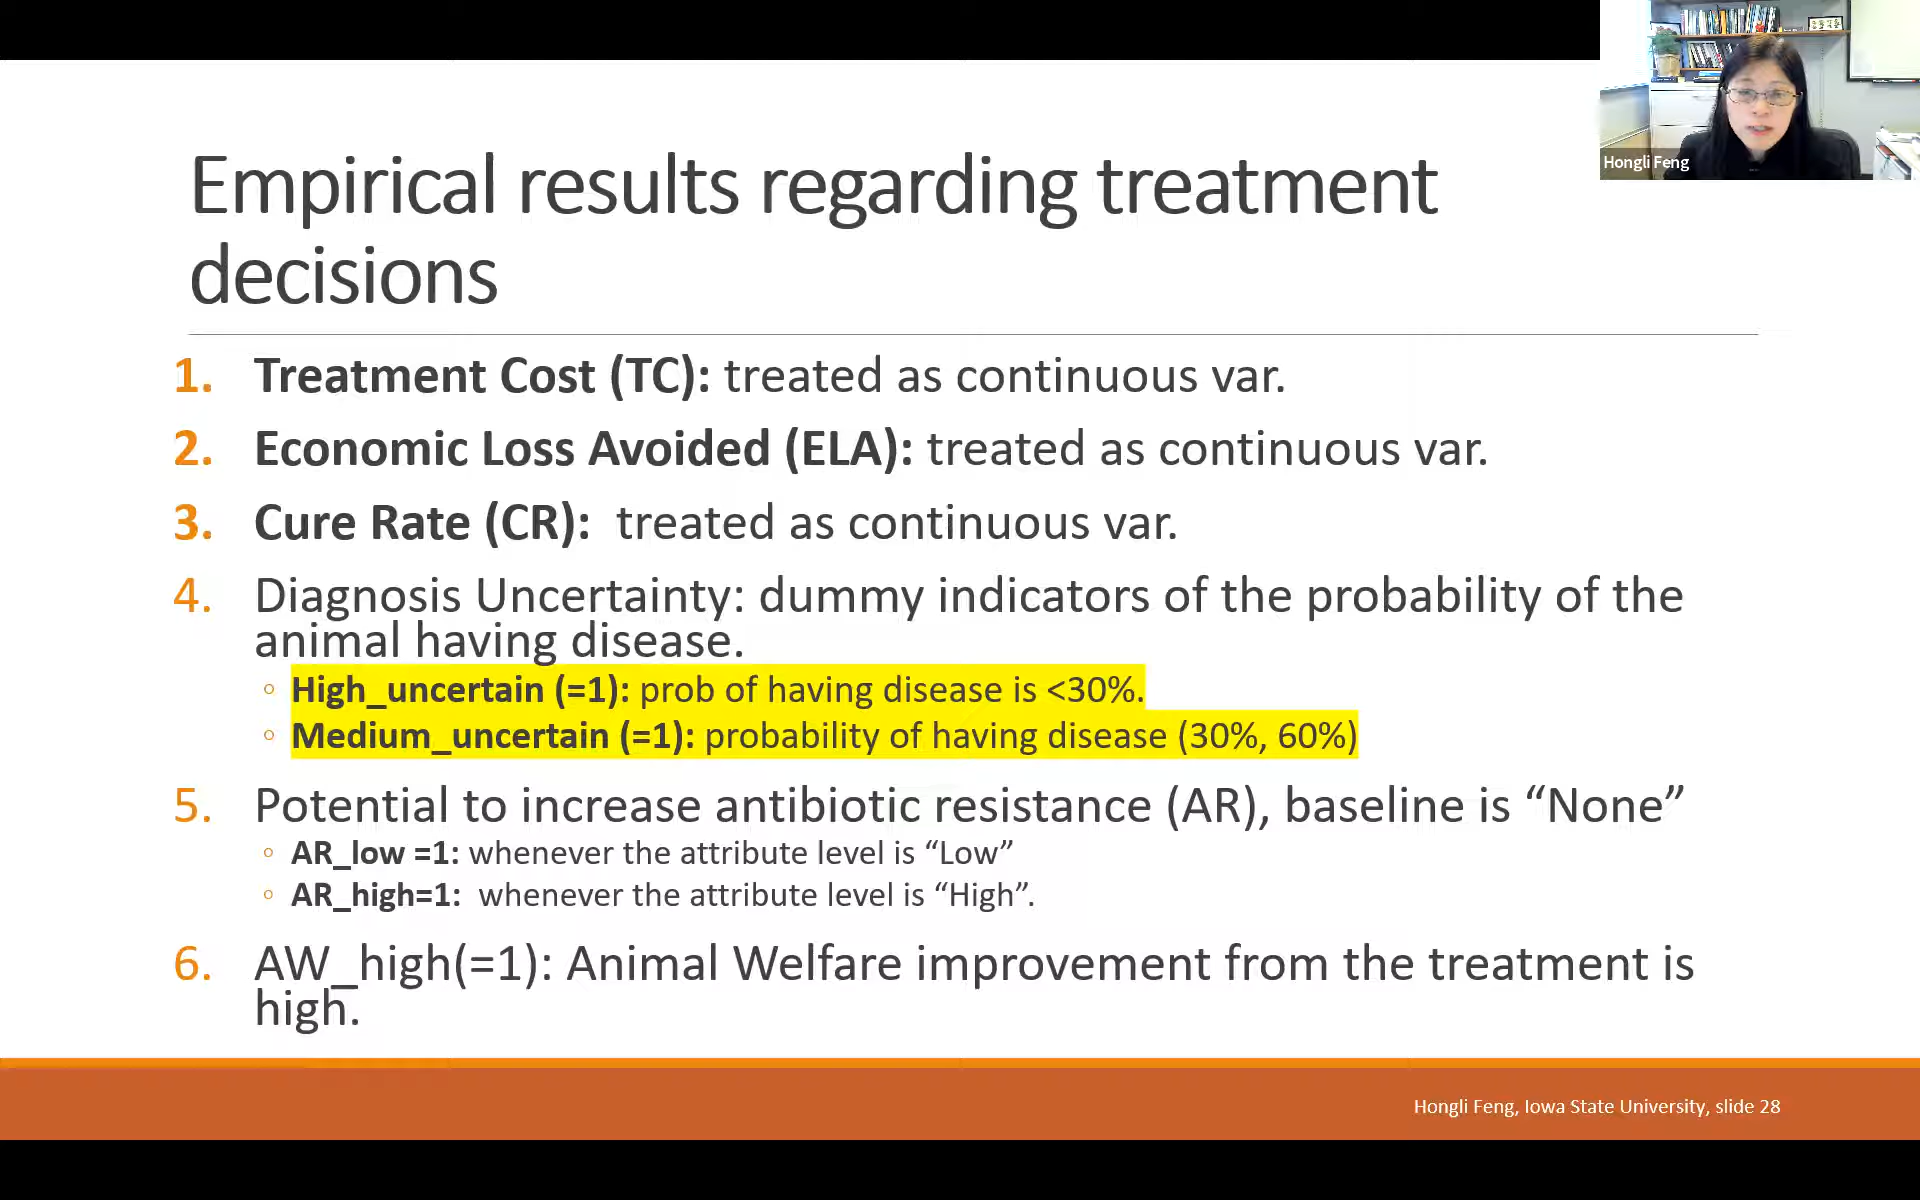 Hongli Feng
Empirical results regarding treatment
decisions
1. Treatment Cost (TC): treated as continuous var.
2. Economic Loss Avoided (ELA): treated as continuous var.
3. Cure Rate (CR): treated as continuous var.
4. Diagnosis Uncertainty: dummy indicators of the probability of the
animal having disease.
◦ High_uncertain (=1): prob of having disease is <30%.
◦ Medium_uncertain (=1): probability of having disease (30%, 60%)
5. Potential to increase antibiotic resistance (AR), baseline is “None”
◦ AR_low =1: whenever the attribute level is “Low”
◦ AR_high=1: whenever the attribute level is “High”.
6. AW_high(=1): Animal Welfare improvement from the treatment is
high.
Hongli Feng, Iowa State University, slide 28